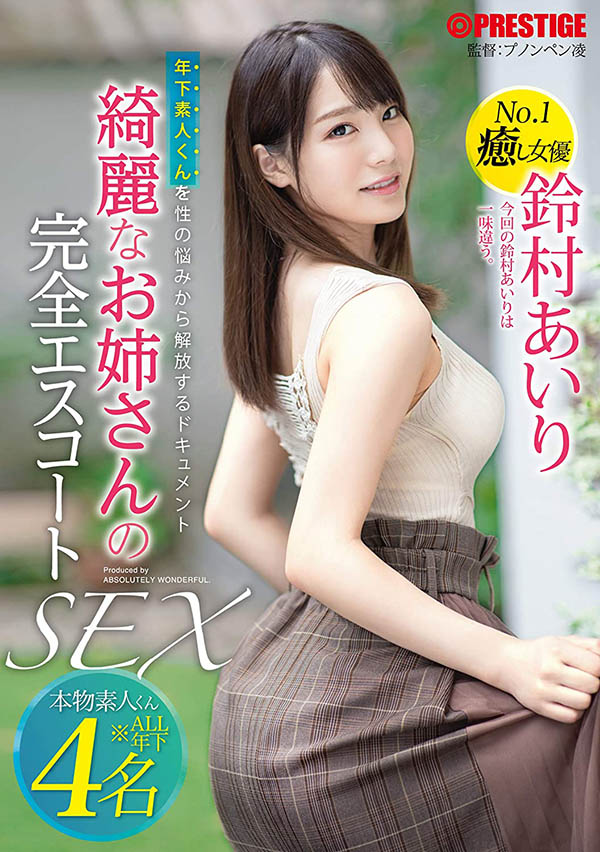 PRESTIGE
監督:プノンペン凌
No.1
癒し女優
鈴村あいり
今回の鈴村あいりは
一味違う。
年下素人くんを性の悩みから解放するドキュメント
綺麗なお姉さんの
完全エスコート
SEX
Produced by
ABSOLUTELY WONDERFUL.
本物素人くん
4名
※ALL
年下